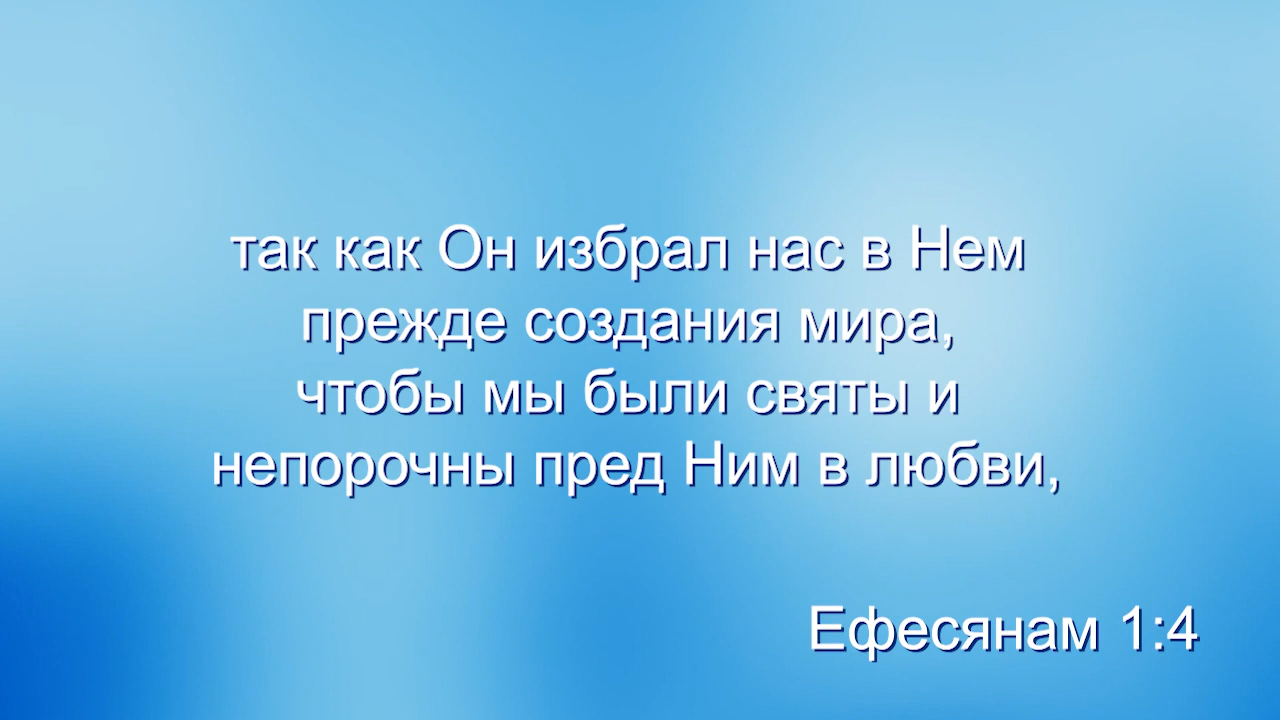 так как Он избрал нас в Нем
прежде создания мира,
чтобы мы были святы и
непорочны пред Ним в любви,
Ефесянам 1:4